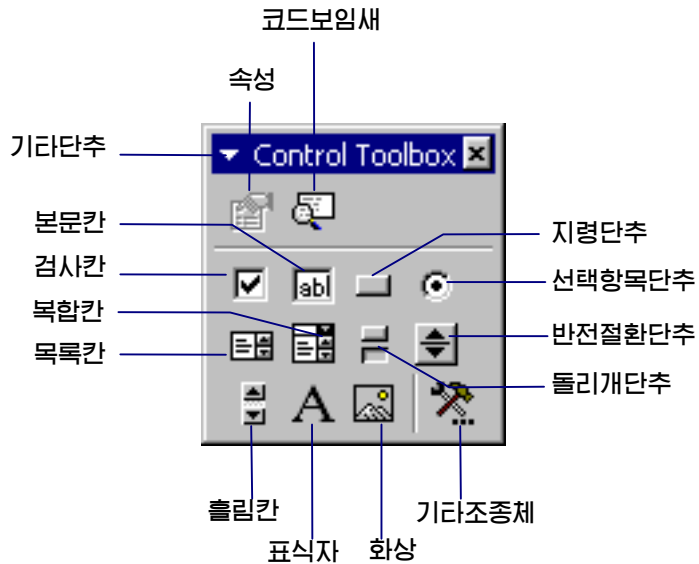 코드보임새
속성
기타단추
Control Toolbox
본문칸
지령단추
검사칸
abl
선택항목단추
복합칸
반전절환단추
목록칸
돌리개단추
A
흘림칸
기타조종체
표식자
화상